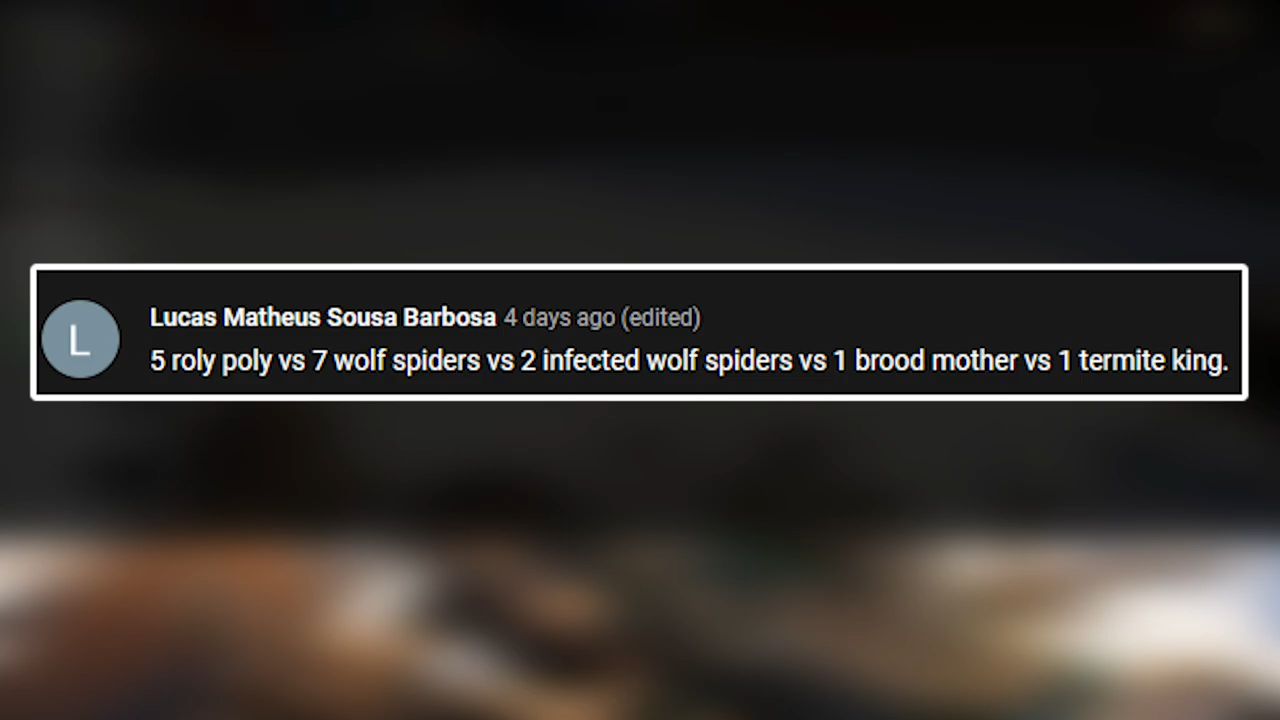 L
Lucas Matheus Sousa Barbosa 4 days ago (edited)
5 roly poly vs 7 wolf spiders vs 2 infected wolf spiders vs 1 brood mother vs 1 termite king.